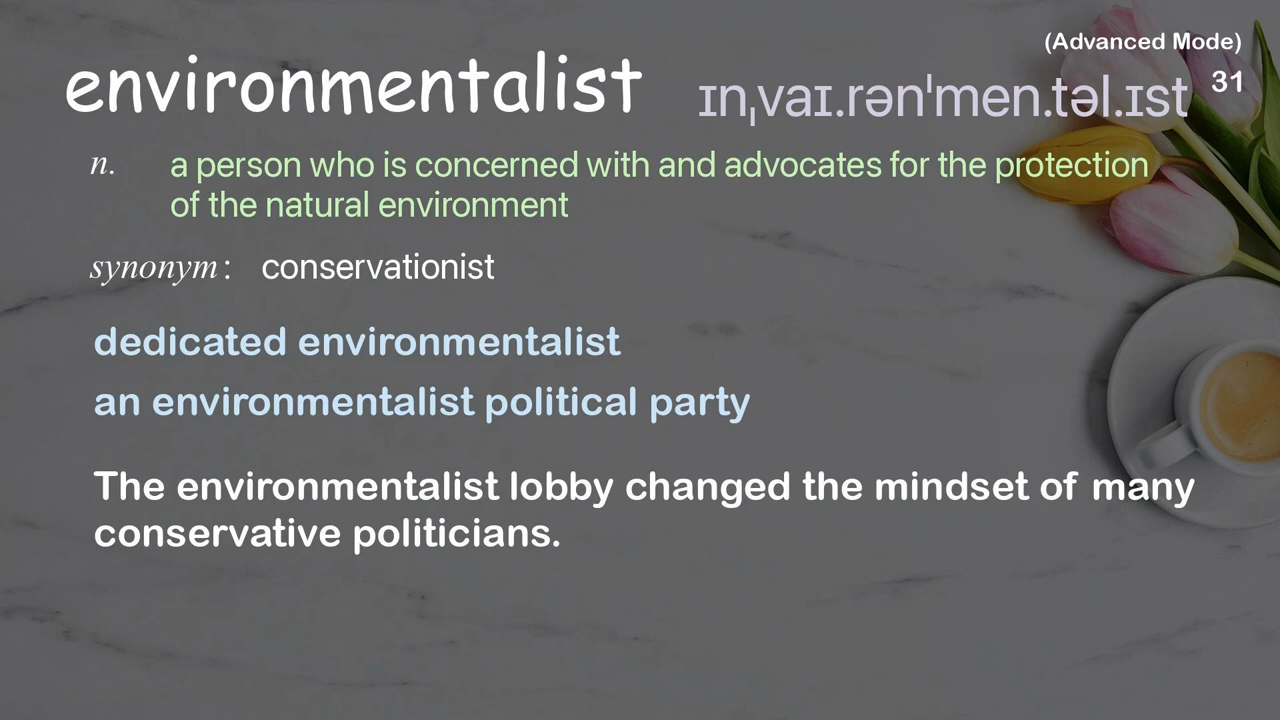 (Advanced Mode)
environmentalist ɪnˌvaɪ.rənˈmen.təl.ɪst 31
n. a person who is concerned with and advocates for the protection
of the natural environment
synonym: conservationist
dedicated environmentalist
an environmentalist political party
The environmentalist lobby changed the mindset of many
conservative politicians.